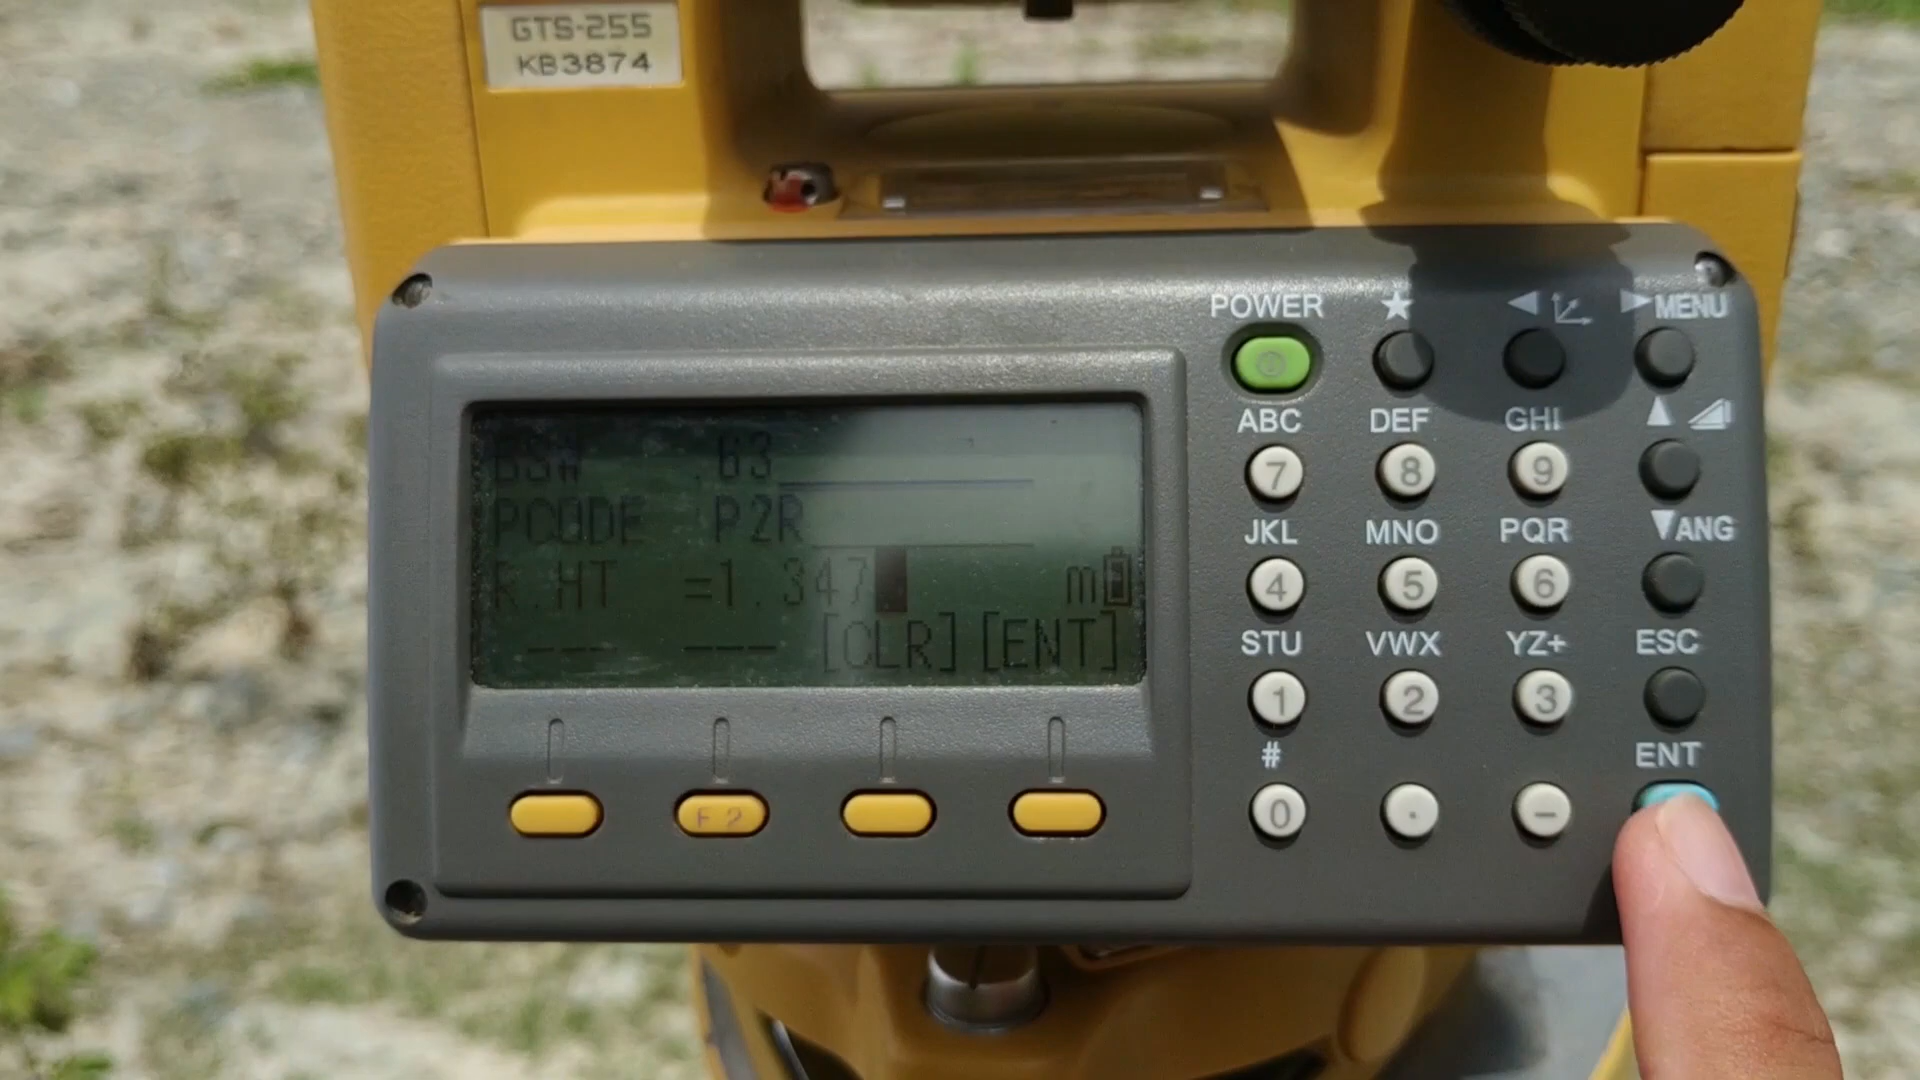 GTS-255
KB3874
POWER ★ ◀ ▶ MENU
BS# :63
PCODE :P2R
R.HT =1.347 m
--- --- [CLR] [ENT]
ABC DEF GHI ▲
7 8 9
JKL MNO PQR ▼ ANG
4 5 6
STU VWX YZ+ ESC
1 2 3
# ENT
0 . −
F2